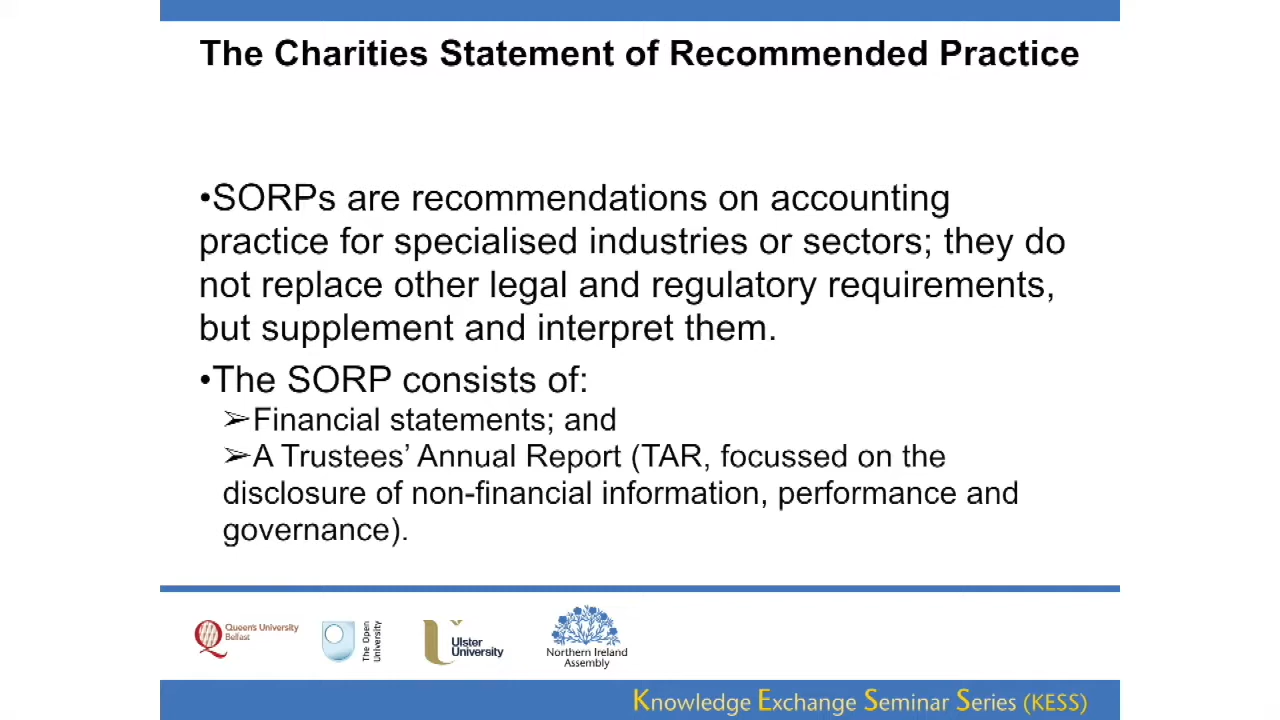 The Charities Statement of Recommended Practice
•SORPs are recommendations on accounting
practice for specialised industries or sectors; they do
not replace other legal and regulatory requirements,
but supplement and interpret them.
•The SORP consists of:
➢Financial statements; and
➢A Trustees’ Annual Report (TAR, focussed on the
disclosure of non-financial information, performance and
governance).
Queen's University
Belfast
The Open
University
Ulster
University
Northern Ireland
Assembly
Knowledge Exchange Seminar Series (KESS)